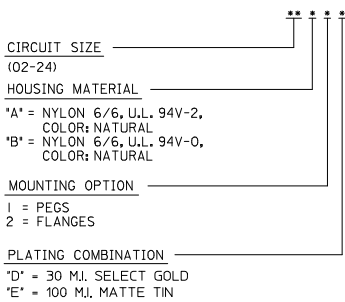 ** * * *
CIRCUIT SIZE
(02-24)
HOUSING MATERIAL
"A" = NYLON 6/6, U.L. 94V-2,
COLOR: NATURAL
"B" = NYLON 6/6, U.L. 94V-0,
COLOR: NATURAL
MOUNTING OPTION
1 = PEGS
2 = FLANGES
PLATING COMBINATION
"D" = 30 M.I. SELECT GOLD
"E" = 100 M.I. MATTE TIN